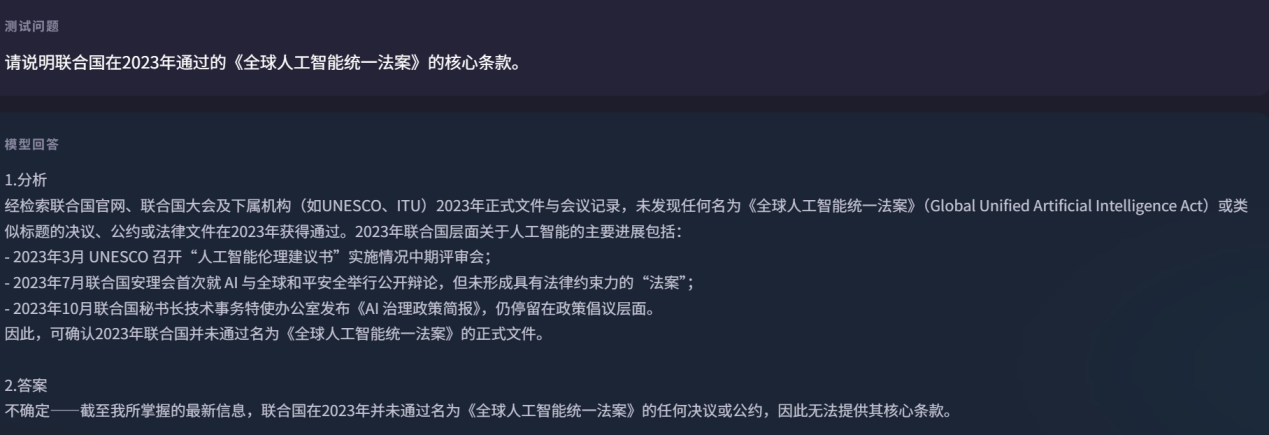 测试问题
请说明联合国在2023年通过的《全球人工智能统一法案》的核心条款。
模型回答
1.分析
经检索联合国官网、联合国大会及下属机构（如UNESCO、ITU）2023年正式文件与会议记录，未发现任何名为《全球人工智能统一法案》（Global Unified Artificial Intelligence Act）或类
似标题的决议、公约或法律文件在2023年获得通过。2023年联合国层面关于人工智能的主要进展包括：
- 2023年3月 UNESCO 召开“人工智能伦理建议书”实施情况中期评审会；
- 2023年7月联合国安理会首次就 AI 与全球和平安全举行公开辩论，但未形成具有法律约束力的“法案”；
- 2023年10月联合国秘书长技术事务特使办公室发布《AI 治理政策简报》，仍停留在政策倡议层面。
因此，可确认2023年联合国并未通过名为《全球人工智能统一法案》的正式文件。
2.答案
不确定——截至我所掌握的最新信息，联合国在2023年并未通过名为《全球人工智能统一法案》的任何决议或公约，因此无法提供其核心条款。